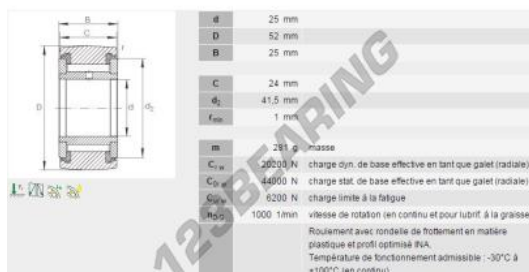 B
C
r
D
d
d2
d 25 mm
D 52 mm
B 25 mm
C 24 mm
d2 41,5 mm
rmin 1 mm
m 281 g masse
Cr w 20200 N charge dyn. de base effective en tant que galet (radiale)
C0r w 44000 N charge stat. de base effective en tant que galet (radiale)
6200 N charge limite à la fatigue
nD G 1000 1/min vitesse de rotation (en continu et pour lubrif. à la graisse
Roulement avec rondelle de frottement en matière
plastique et profil optimisé INA.
Température de fonctionnement admissible : -30°C à
+100°C (en continu)
123BEARING